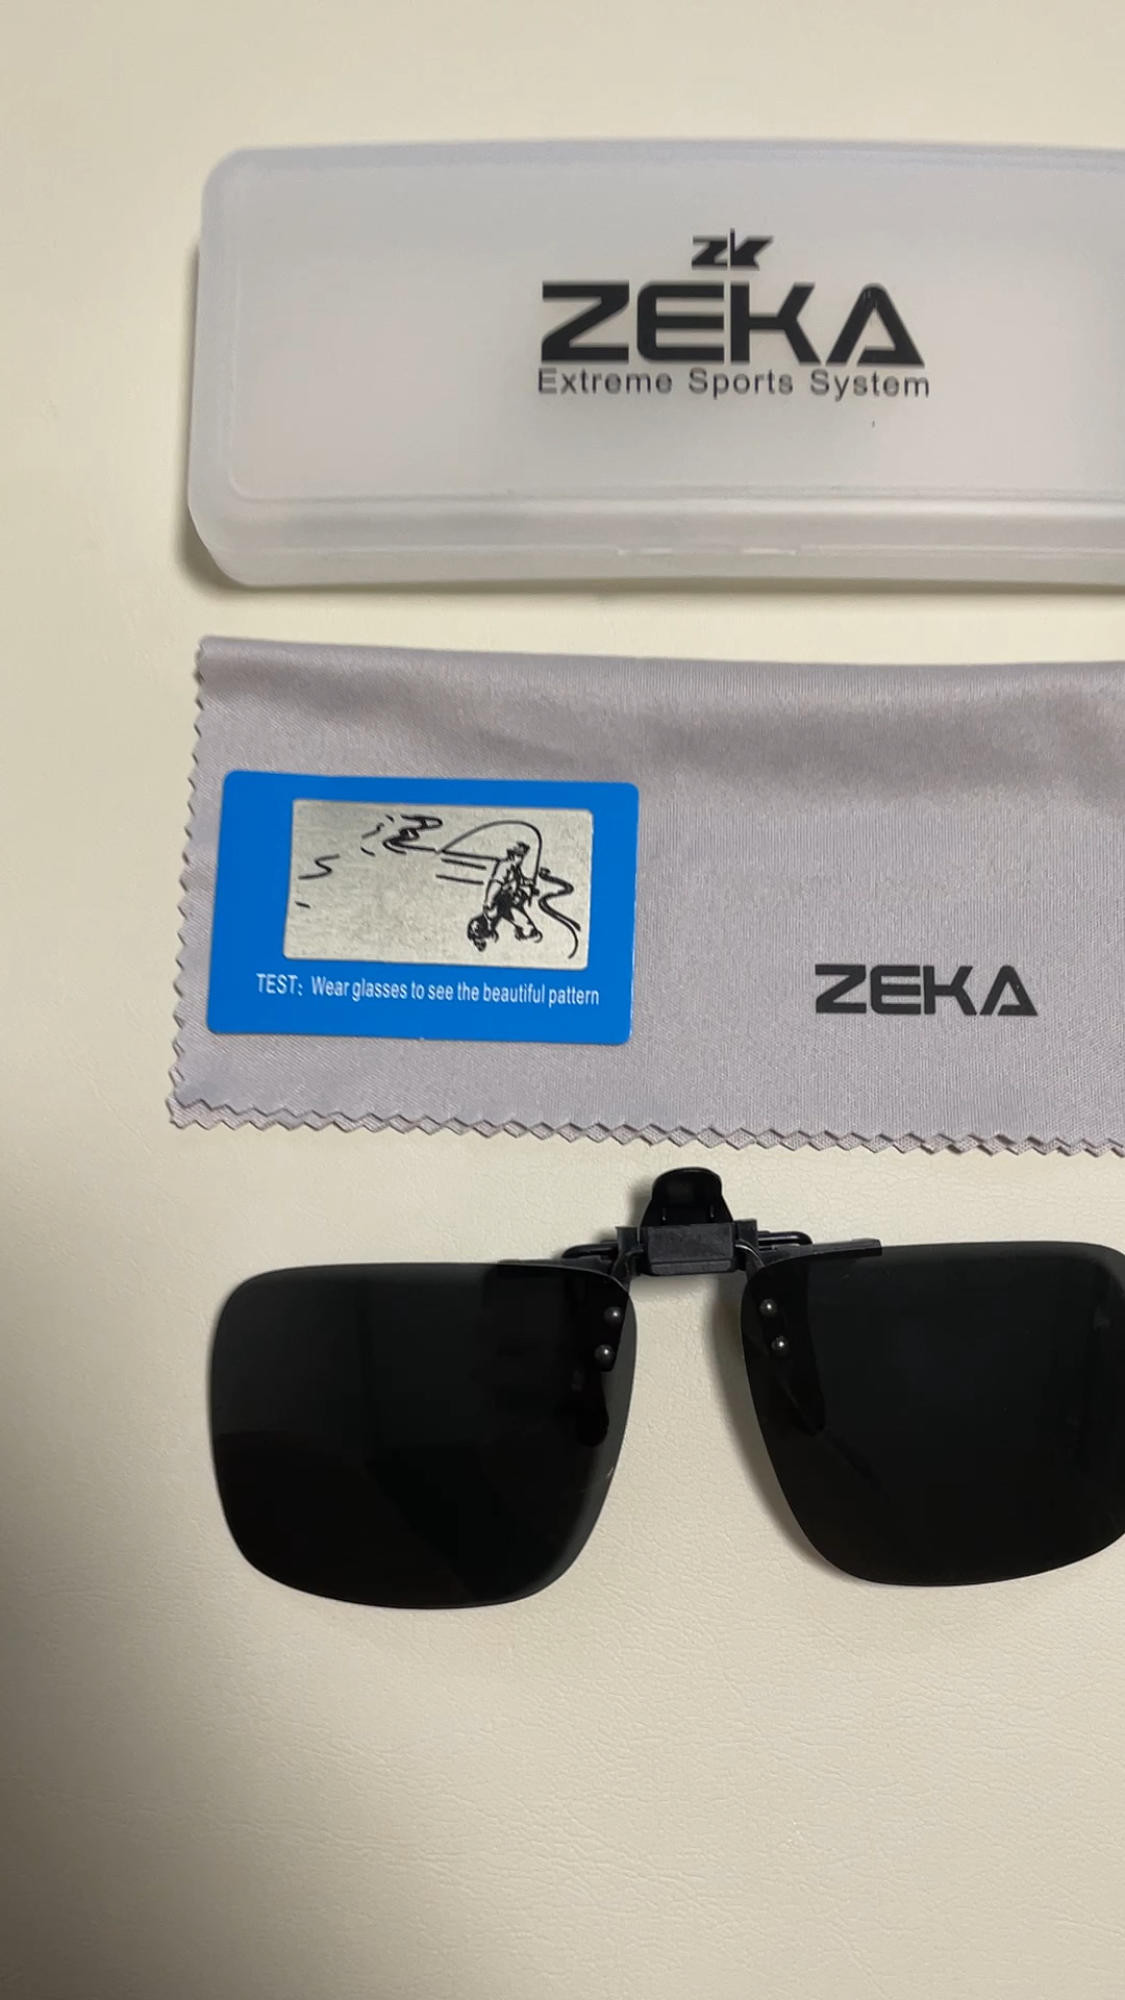 ZK
ZEKA
Extreme Sports System
TEST: Wear glasses to see the beautiful pattern
ZEKA